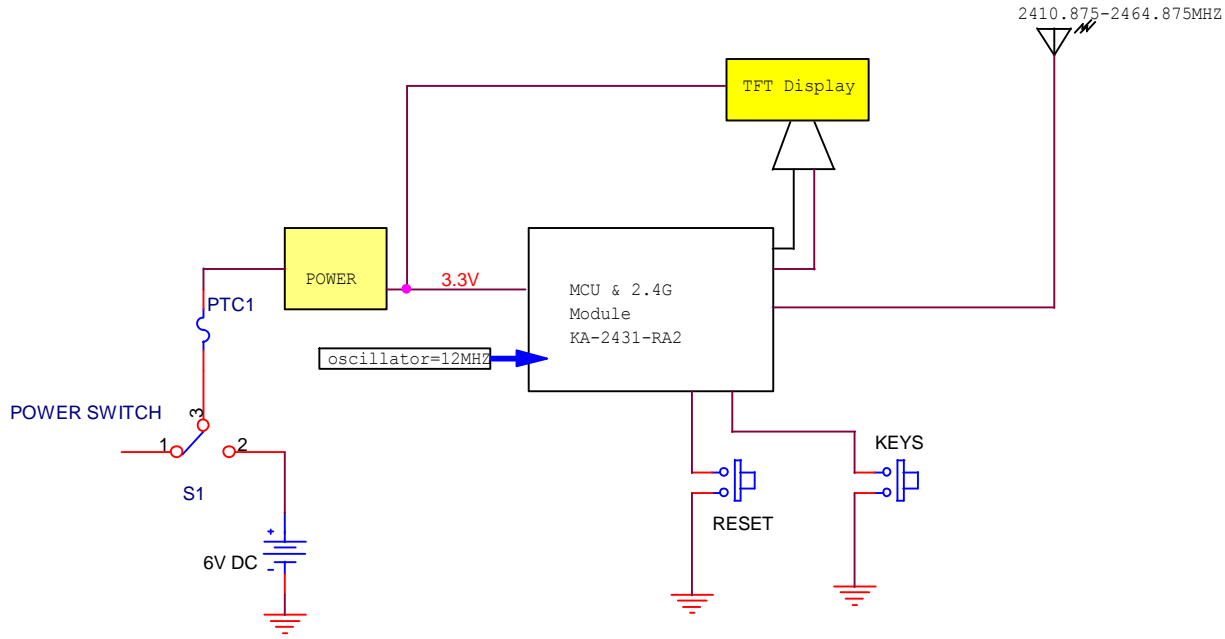 2410.875-2464.875MHZ
TFT Display
POWER
3.3V
MCU & 2.4G
Module
KA-2431-RA2
PTC1
oscillator=12MHZ
POWER SWITCH
3
1
2
S1
KEYS
RESET
+
6V DC
-